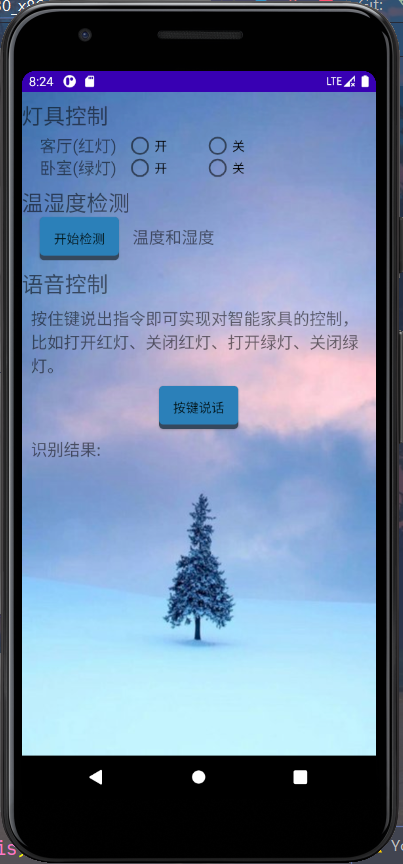 30_x86
Git:
8:24
LTE
灯具控制
客厅(红灯) 开 关
卧室(绿灯) 开 关
温湿度检测
开始检测 温度和湿度
语音控制
按住键说出指令即可实现对智能家具的控制，
比如打开红灯、关闭红灯、打开绿灯、关闭绿
灯。
按键说话
识别结果:
is,